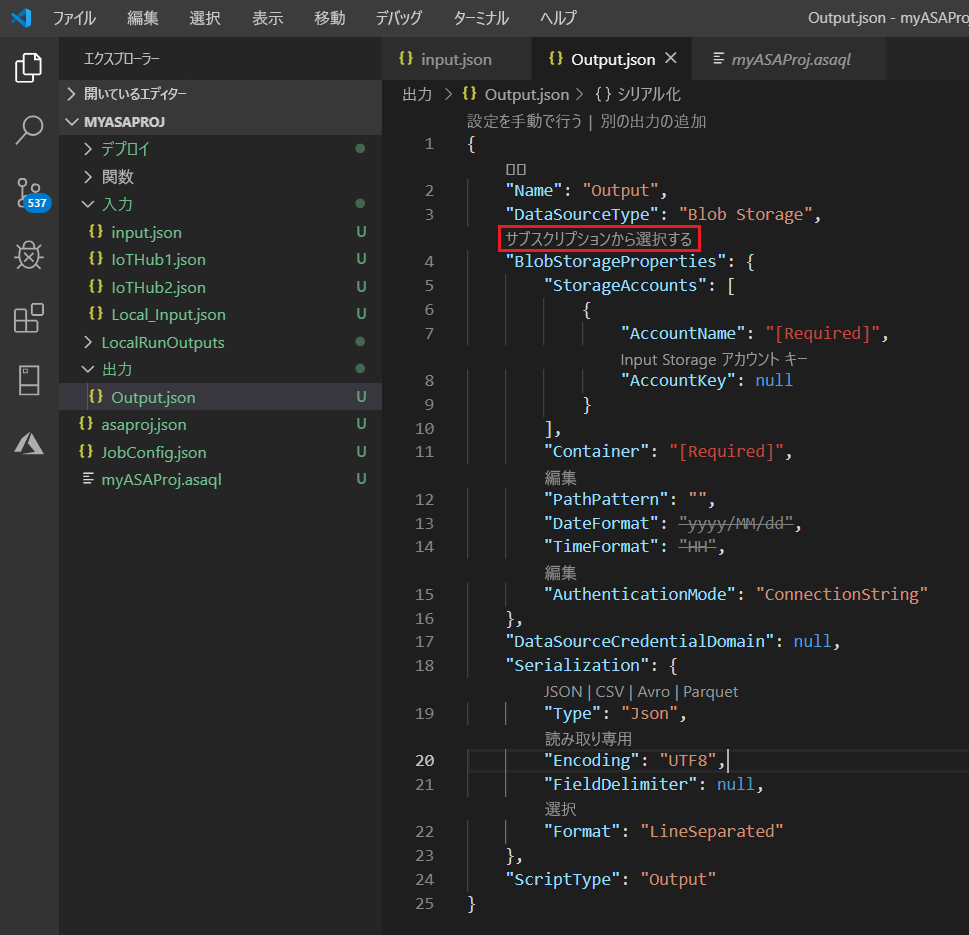 ファイル 編集 選択 表示 移動 デバッグ ターミナル ヘルプ Output.json - myASAPro
エクスプローラー
開いているエディター
MYASAPROJ
デプロイ
関数
入力
input.json U
IoTHub1.json U
IoTHub2.json U
Local_Input.json U
LocalRunOutputs
出力
Output.json U
asaproj.json U
JobConfig.json U
myASAProj.asaql U
537
{} input.json {} Output.json × myASAProj.asaql
出力 > {} Output.json > {} シリアル化
設定を手動で行う | 別の出力の追加
1 {
2 "Name": "Output",
3 "DataSourceType": "Blob Storage",
サブスクリプションから選択する
4 "BlobStorageProperties": {
5 "StorageAccounts": [
6 {
7 "AccountName": "[Required]",
Input Storage アカウント キー
8 "AccountKey": null
9 }
10 ],
11 "Container": "[Required]",
編集
12 "PathPattern": "",
13 "DateFormat": "yyyy/MM/dd",
14 "TimeFormat": "HH",
編集
15 "AuthenticationMode": "ConnectionString"
16 },
17 "DataSourceCredentialDomain": null,
18 "Serialization": {
JSON | CSV | Avro | Parquet
19 "Type": "Json",
読み取り専用
20 "Encoding": "UTF8",
21 "FieldDelimiter": null,
選択
22 "Format": "LineSeparated"
23 },
24 "ScriptType": "Output"
25 }